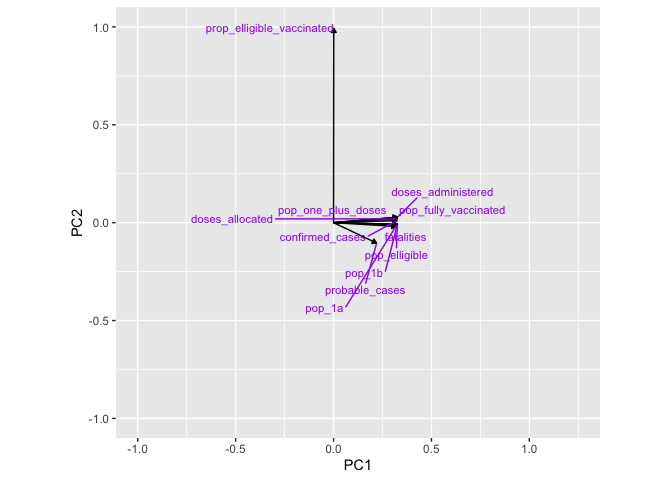 1.0
prop_elligible_vaccinated
0.5
doses_administered
pop_one_plus_doses
pop_fully_vaccinated
doses_allocated
0.0
confirmed_cases
fatalities
pop_elligible
pop_1b
probable_cases
pop_1a
-0.5
-1.0
PC2
-1.0
-0.5
0.0
0.5
1.0
PC1